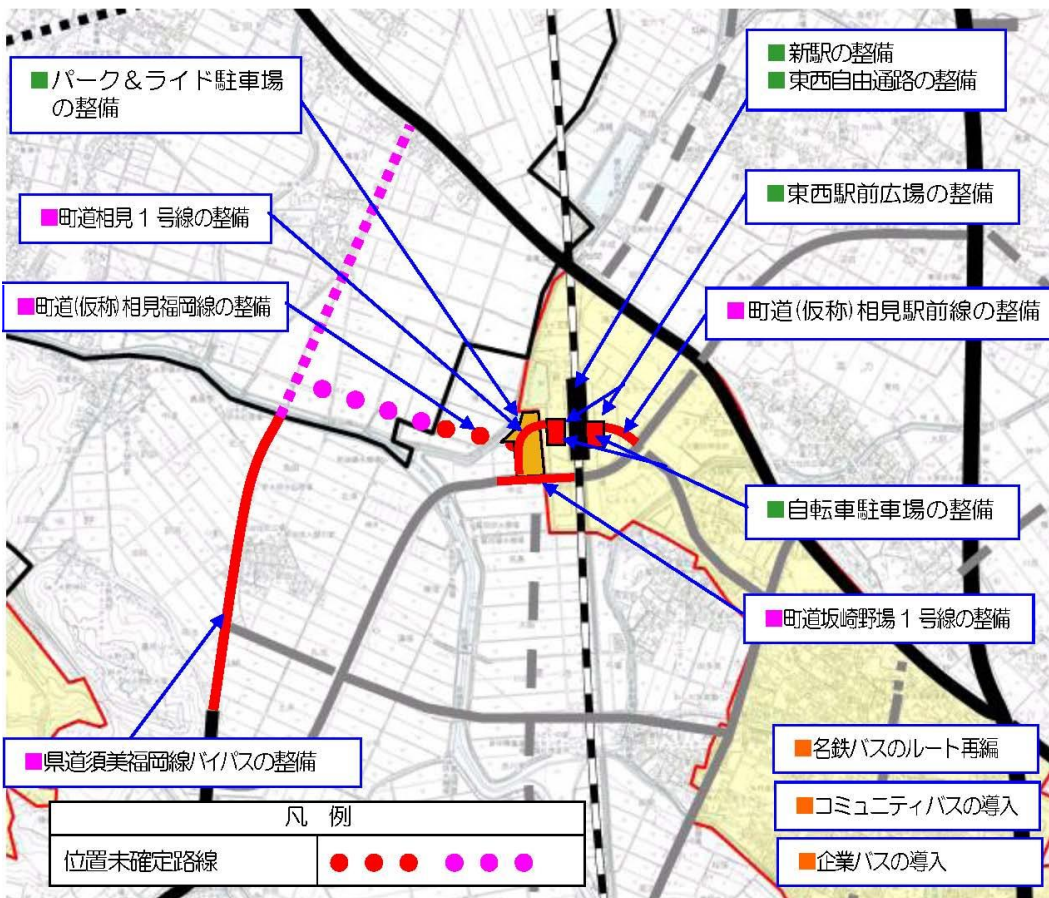 ■パーク＆ライド駐車場
の整備
■新駅の整備
■東西自由通路の整備
■東西駅前広場の整備
■町道相見１号線の整備
■町道(仮称)相見福岡線の整備
■町道(仮称)相見駅前線の整備
■自転車駐車場の整備
■町道坂崎野場１号線の整備
■県道須美福岡線バイパスの整備
■名鉄バスのルート再編
■コミュニティバスの導入
■企業バスの導入
凡 例
位置未確定路線